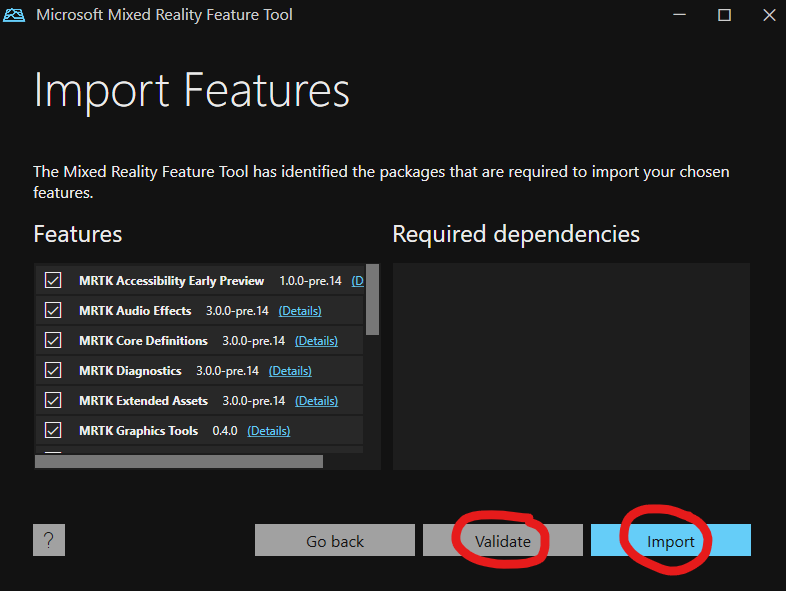 Microsoft Mixed Reality Feature Tool
Import Features
The Mixed Reality Feature Tool has identified the packages that are required to import your chosen
features.
Features
MRTK Accessibility Early Preview 1.0.0-pre.14 (D
MRTK Audio Effects 3.0.0-pre.14 (Details)
MRTK Core Definitions 3.0.0-pre.14 (Details)
MRTK Diagnostics 3.0.0-pre.14 (Details)
MRTK Extended Assets 3.0.0-pre.14 (Details)
MRTK Graphics Tools 0.4.0 (Details)
Required dependencies
? Go back Validate Import